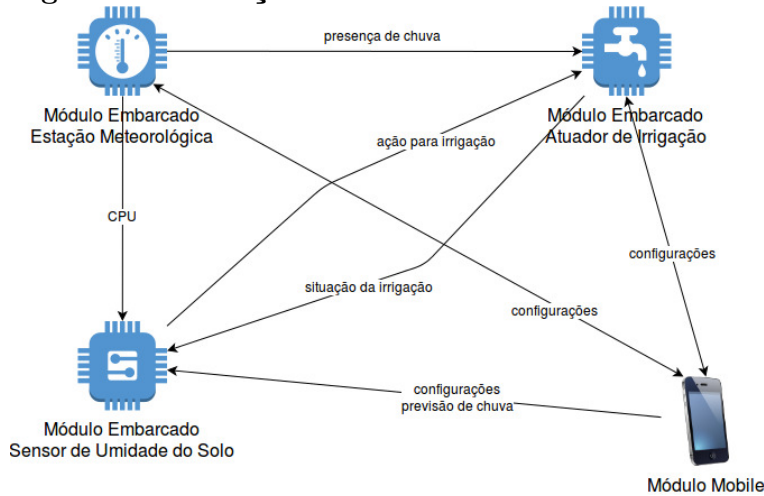 presença de chuva
Módulo Embarcado
Estação Meteorológica
Módulo Embarcado
Atuador de Irrigação
ação para irrigação
CPU
configurações
situação da irrigação
configurações
configurações
previsão de chuva
Módulo Embarcado
Sensor de Umidade do Solo
Módulo Mobile